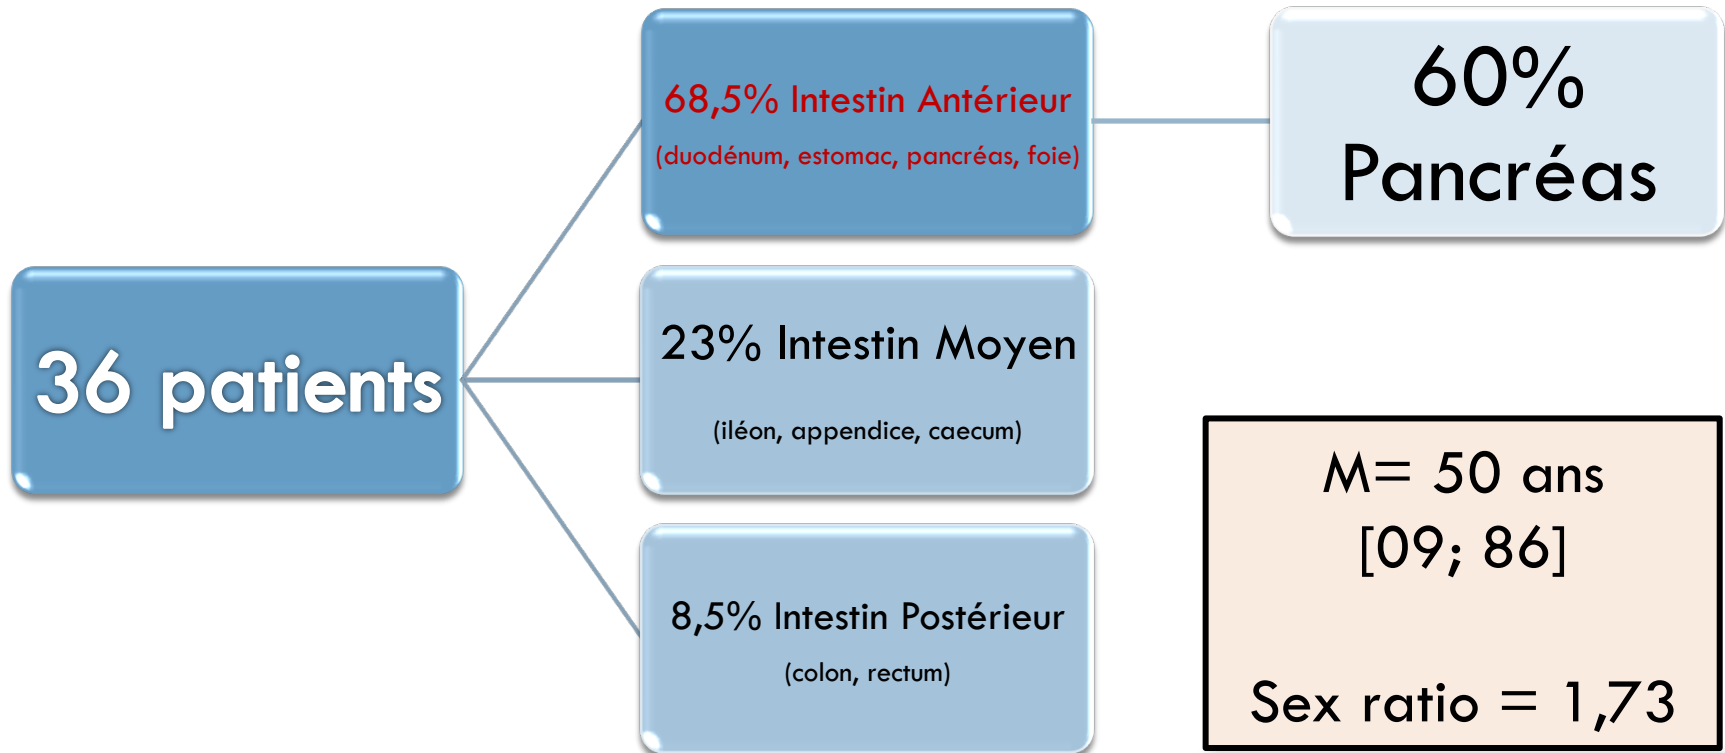 36 patients
68,5% Intestin Antérieur
(duodénum, estomac, pancréas, foie)
60%
Pancréas
23% Intestin Moyen
(iléon, appendice, caecum)
8,5% Intestin Postérieur
(colon, rectum)
M= 50 ans
[09; 86]
Sex ratio = 1,73